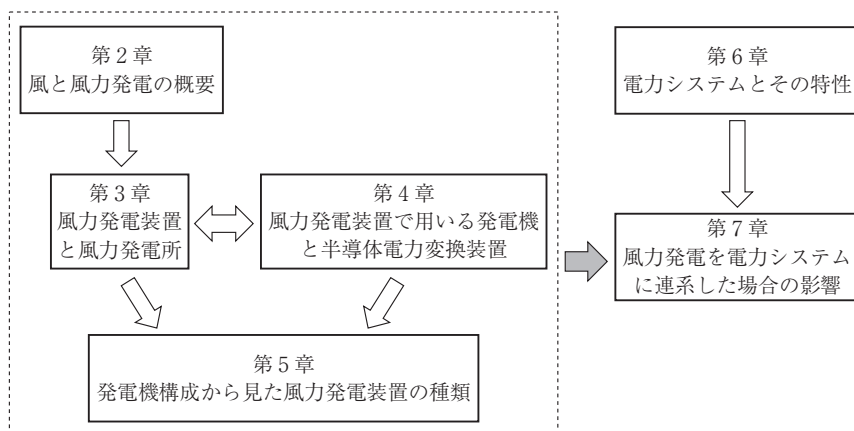 第2章
風と風力発電の概要
第3章
風力発電装置
と風力発電所
第4章
風力発電装置で用いる発電機
と半導体電力変換装置
第5章
発電機構成から見た風力発電装置の種類
第6章
電力システムとその特性
第7章
風力発電を電力システム
に連系した場合の影響